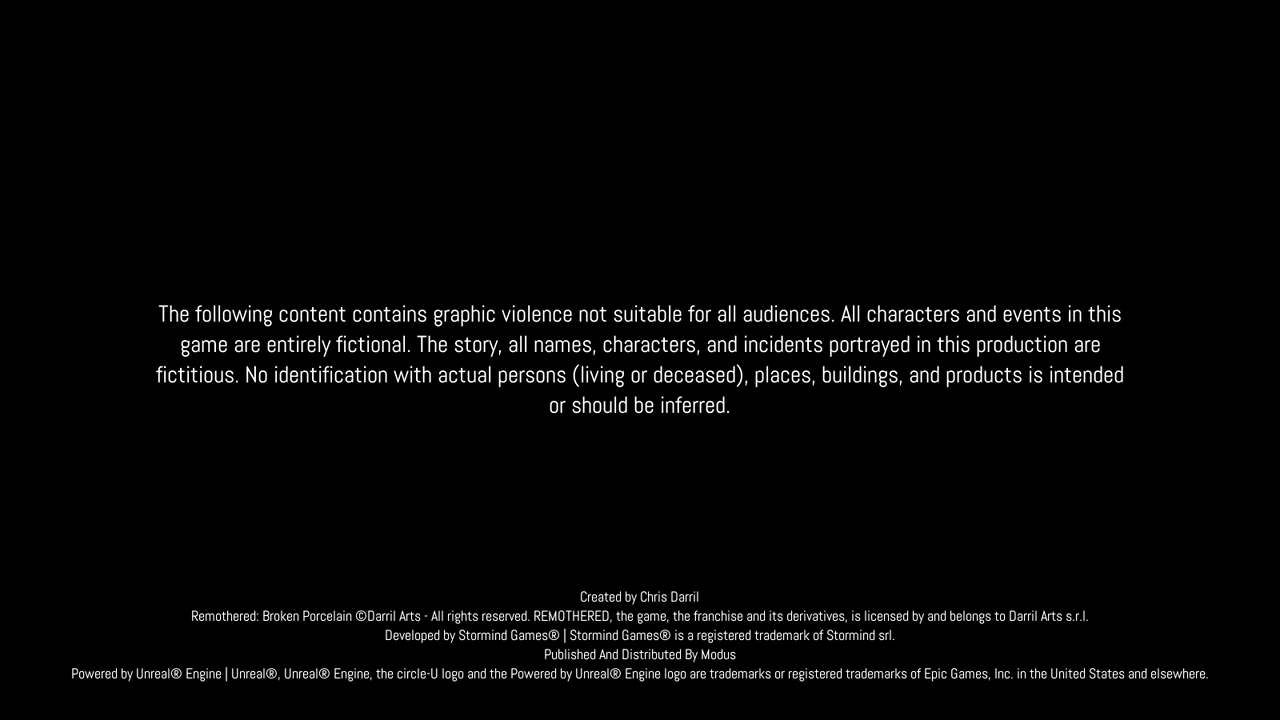 The following content contains graphic violence not suitable for all audiences. All characters and events in this
game are entirely fictional. The story, all names, characters, and incidents portrayed in this production are
fictitious. No identification with actual persons (living or deceased), places, buildings, and products is intended
or should be inferred.
Created by Chris Darril
Remothered: Broken Porcelain ©Darril Arts - All rights reserved. REMOTHERED, the game, the franchise and its derivatives, is licensed by and belongs to Darril Arts s.r.l.
Developed by Stormind Games® | Stormind Games® is a registered trademark of Stormind srl.
Published And Distributed By Modus
Powered by Unreal® Engine | Unreal®, Unreal® Engine, the circle-U logo and the Powered by Unreal® Engine logo are trademarks or registered trademarks of Epic Games, Inc. in the United States and elsewhere.